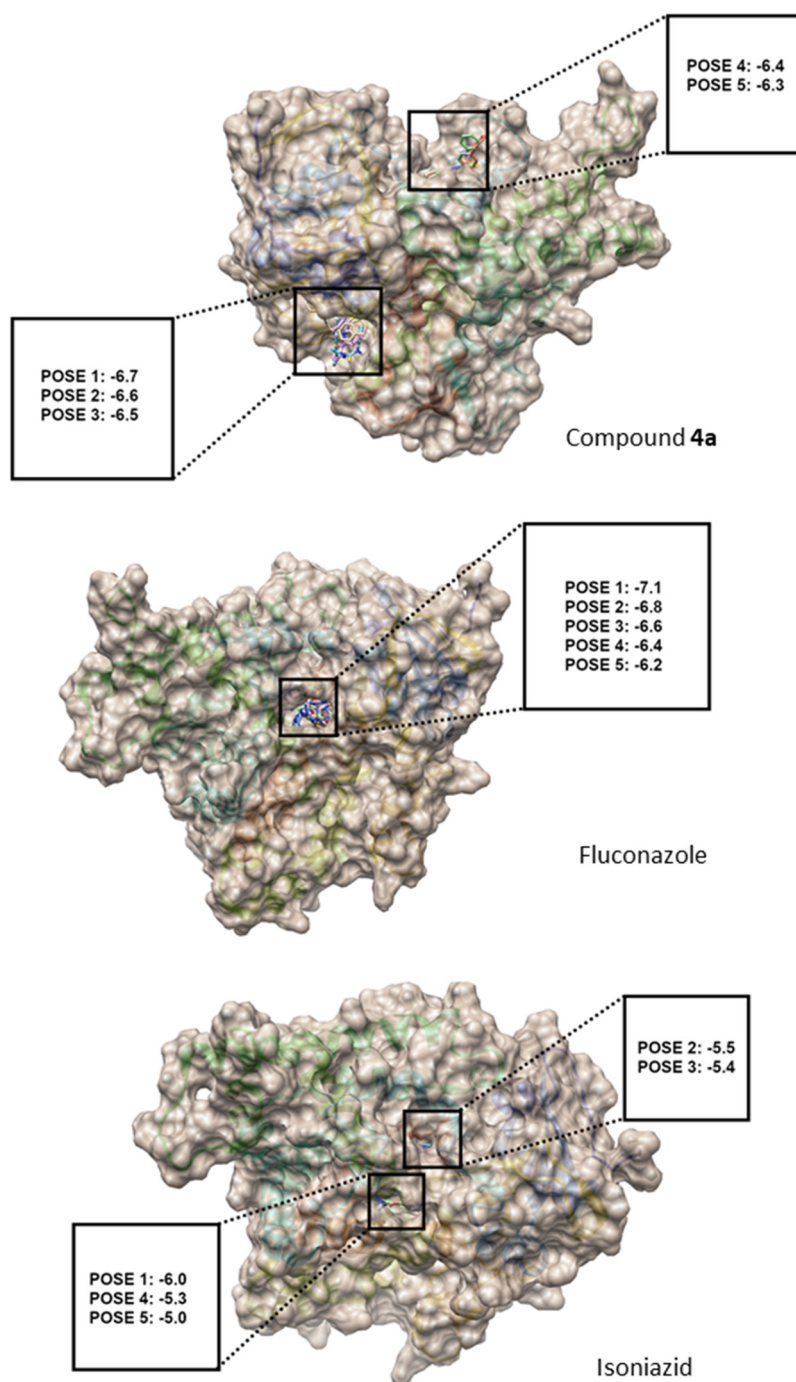 POSE 4: -6.4
POSE 5: -6.3
POSE 1: -6.7
POSE 2: -6.6
POSE 3: -6.5
Compound 4a
POSE 1: -7.1
POSE 2: -6.8
POSE 3: -6.6
POSE 4: -6.4
POSE 5: -6.2
Fluconazole
POSE 2: -5.5
POSE 3: -5.4
POSE 1: -6.0
POSE 4: -5.3
POSE 5: -5.0
Isoniazid